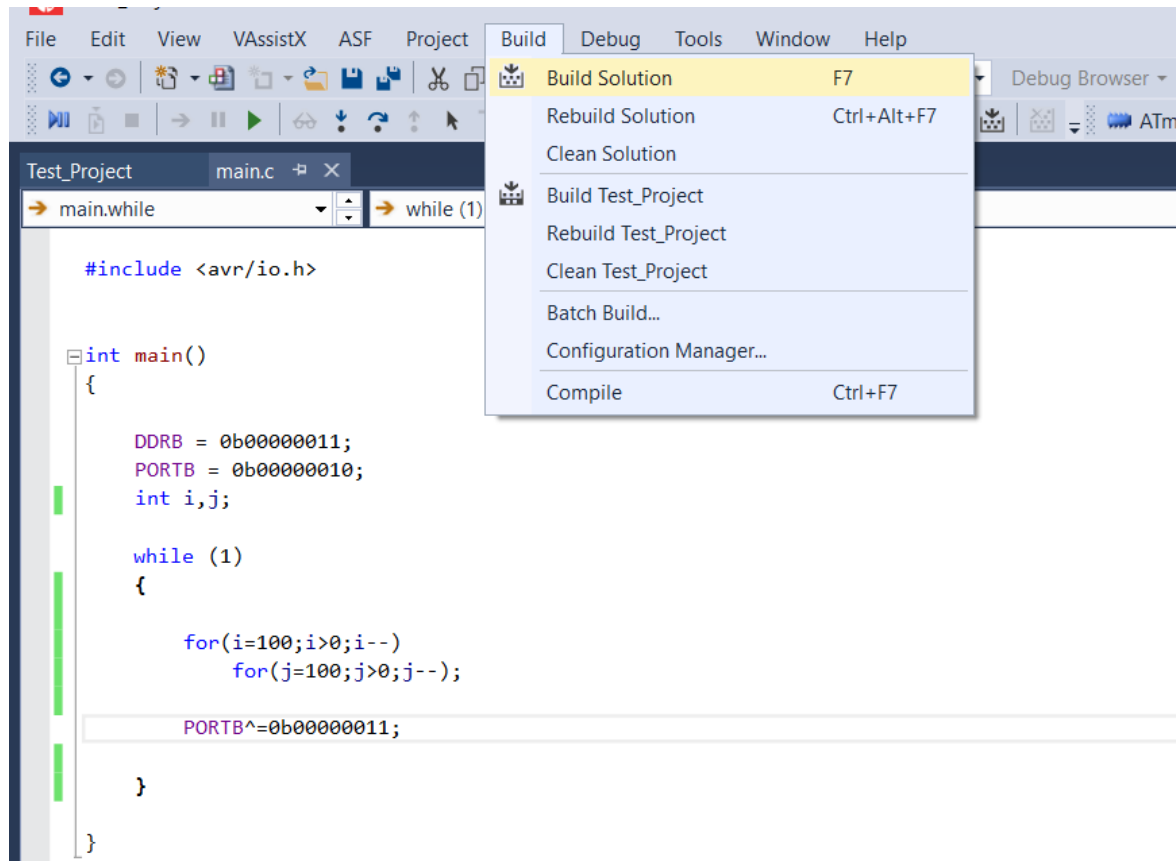 File Edit View VAssistX ASF Project Build Debug Tools Window Help
Build Solution F7
Debug Browser
Rebuild Solution Ctrl+Alt+F7
Clean Solution
Test_Project main.c
Build Test_Project
main.while while (1)
Rebuild Test_Project
Clean Test_Project
Batch Build...
Configuration Manager...
Compile Ctrl+F7
#include <avr/io.h>
int main()
{
DDRB = 0b00000011;
PORTB = 0b00000010;
int i,j;
while (1)
{
for(i=100;i>0;i--)
for(j=100;j>0;j--);
PORTB^=0b00000011;
}
}